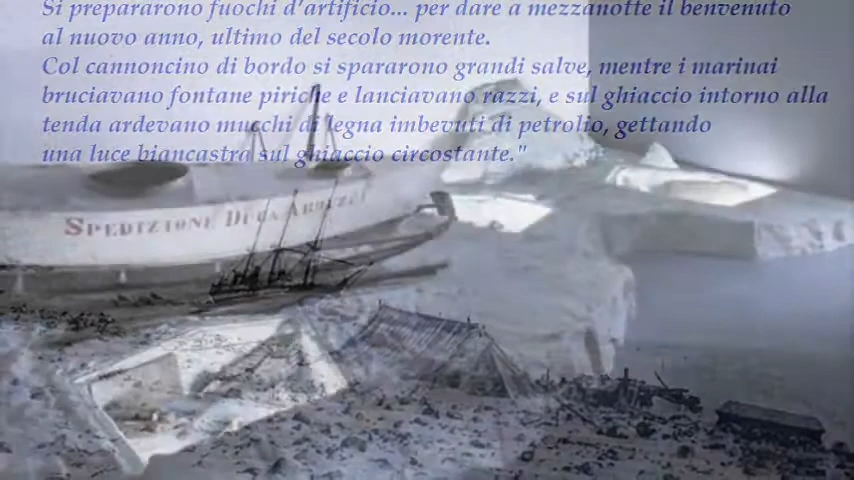 Si prepararono fuochi d'artificio... per dare a mezzanotte il benvenuto
al nuovo anno, ultimo del secolo morente.
Col cannoncino di bordo si spararono grandi salve, mentre i marinai
bruciavano fontane piriche e lanciavano razzi, e sul ghiaccio intorno alla
tenda ardevano mucchi di legna imbevuti di petrolio, gettando
una luce biancastra sul ghiaccio circostante."
SPEDIZIONE